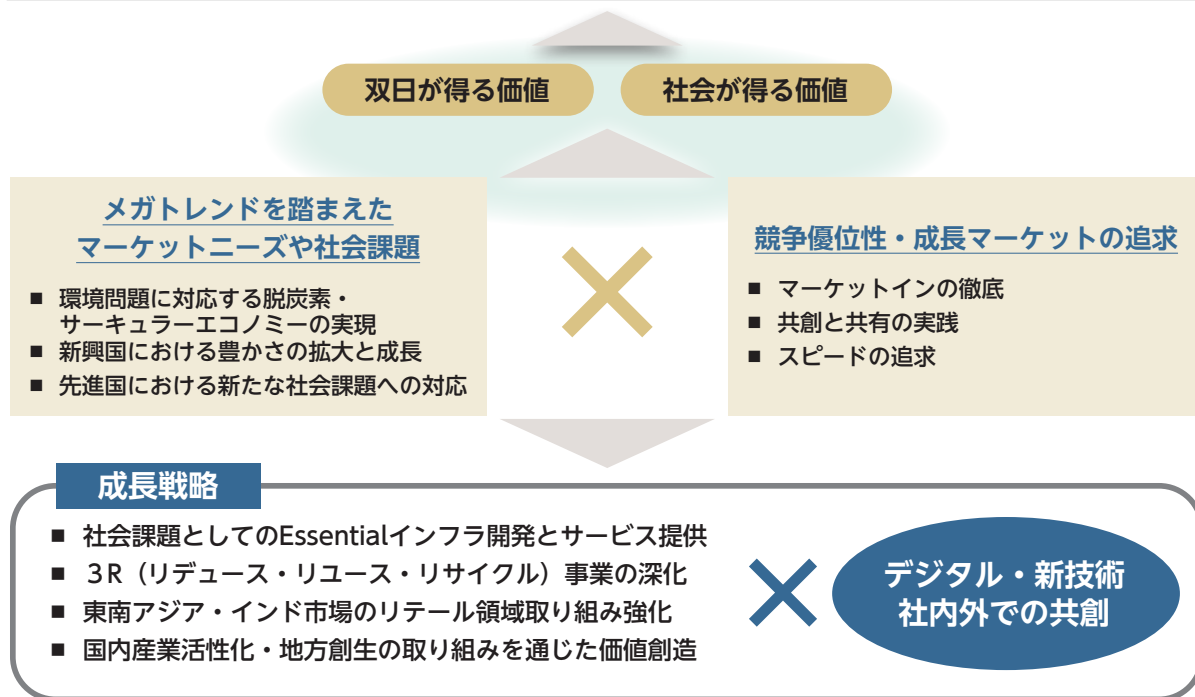 双日が得る価値
社会が得る価値
メガトレンドを踏まえた
マーケットニーズや社会課題
■ 環境問題に対応する脱炭素・
サーキュラーエコノミーの実現
■ 新興国における豊かさの拡大と成長
■ 先進国における新たな社会課題への対応
競争優位性・成長マーケットの追求
■ マーケットインの徹底
■ 共創と共有の実践
■ スピードの追求
成長戦略
■ 社会課題としてのEssentialインフラ開発とサービス提供
■ 3R（リデュース・リユース・リサイクル）事業の深化
■ 東南アジア・インド市場のリテール領域取り組み強化
■ 国内産業活性化・地方創生の取り組みを通じた価値創造
デジタル・新技術
社内外での共創